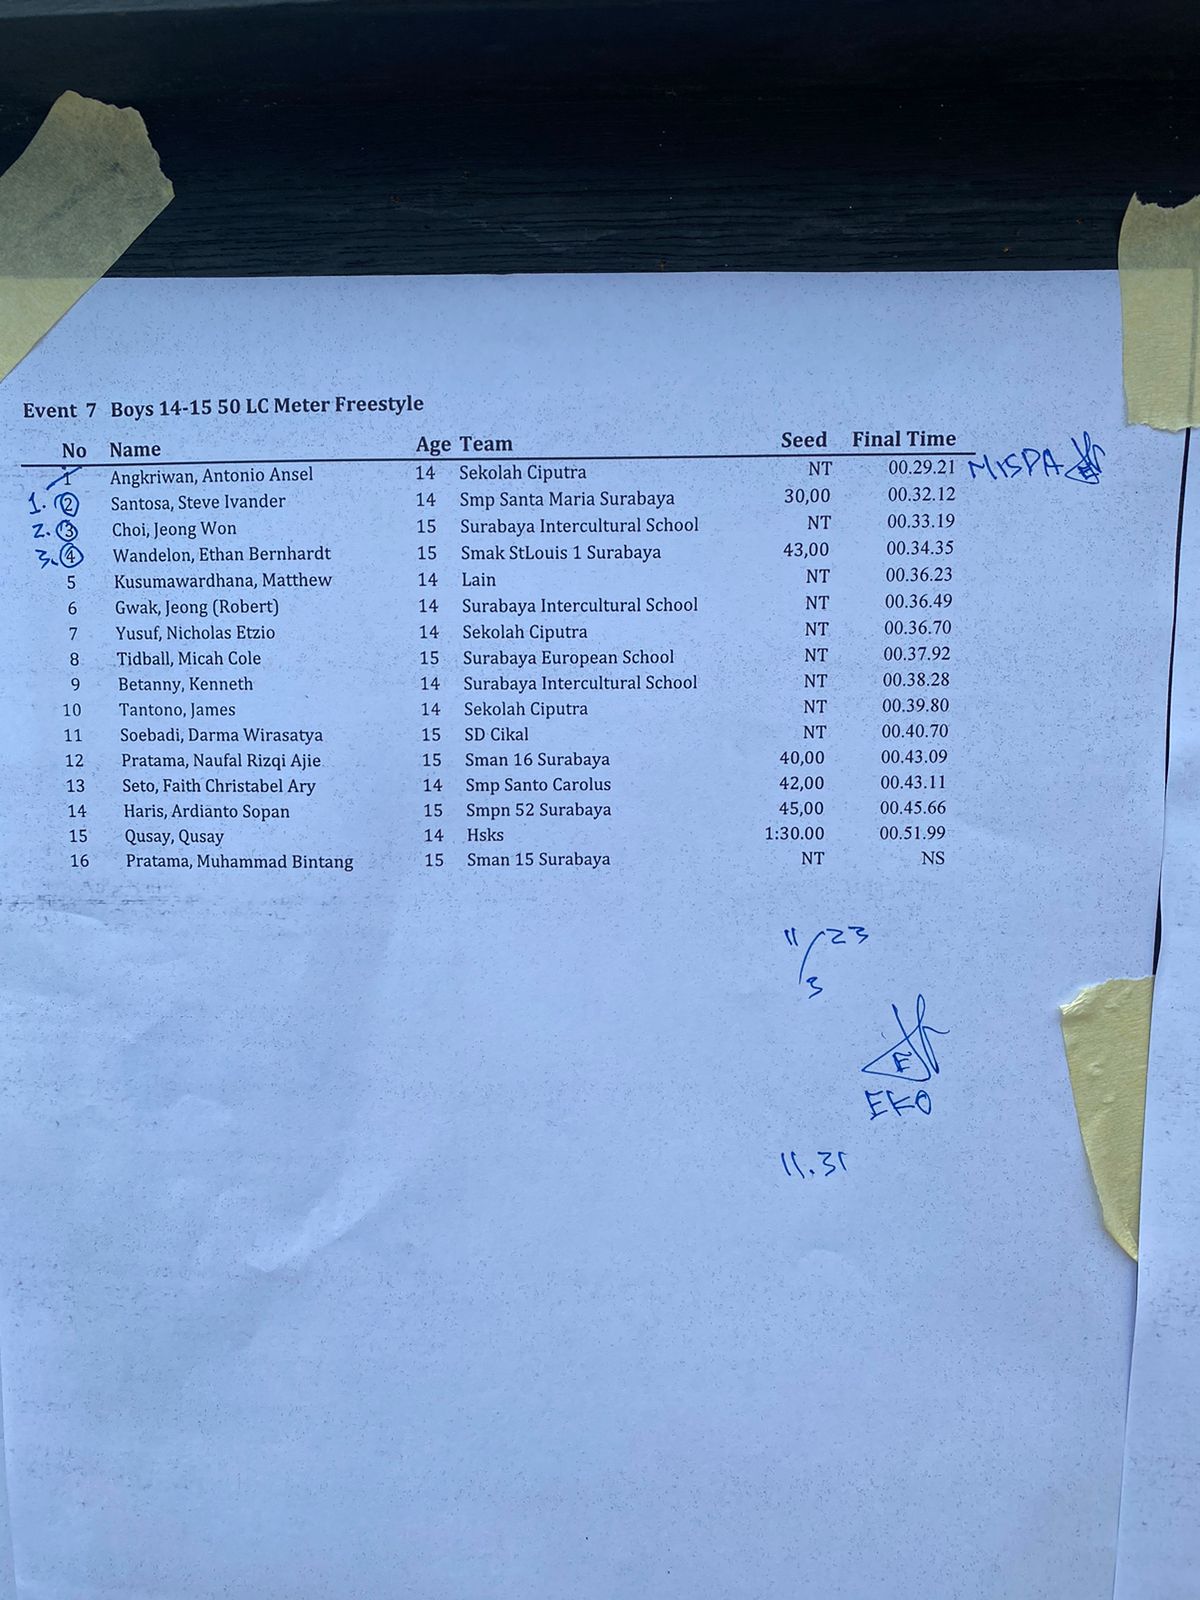 Event 7 Boys 14-15 50 LC Meter Freestyle
No Name Age Team Seed Final Time
1 Angkriwan, Antonio Ansel 14 Sekolah Ciputra NT 00.29.21 MISPA
1. 2 Santosa, Steve Ivander 14 Smp Santa Maria Surabaya 30,00 00.32.12
2. 3 Choi, Jeong Won 15 Surabaya Intercultural School NT 00.33.19
3. 4 Wandelon, Ethan Bernhardt 15 Smak StLouis 1 Surabaya 43,00 00.34.35
5 Kusumawardhana, Matthew 14 Lain NT 00.36.23
6 Gwak, Jeong (Robert) 14 Surabaya Intercultural School NT 00.36.49
7 Yusuf, Nicholas Etzio 14 Sekolah Ciputra NT 00.36.70
8 Tidball, Micah Cole 15 Surabaya European School NT 00.37.92
9 Betanny, Kenneth 14 Surabaya Intercultural School NT 00.38.28
10 Tantono, James 14 Sekolah Ciputra NT 00.39.80
11 Soebadi, Darma Wirasatya 15 SD Cikal NT 00.40.70
12 Pratama, Naufal Rizqi Ajie 15 Sman 16 Surabaya 40,00 00.43.09
13 Seto, Faith Christabel Ary 14 Smp Santo Carolus 42,00 00.43.11
14 Haris, Ardianto Sopan 15 Smpn 52 Surabaya 45,00 00.45.66
15 Qusay, Qusay 14 Hsks 1:30.00 00.51.99
16 Pratama, Muhammad Bintang 15 Sman 15 Surabaya NT NS
11/23
3
E
EKO
11.31